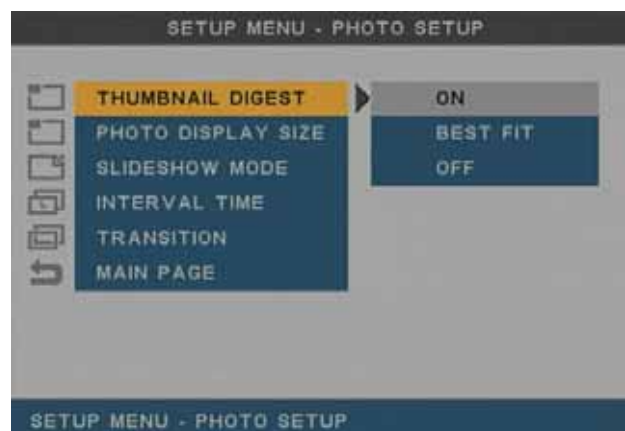 SETUP MENU - PHOTO SETUP
THUMBNAIL DIGEST
ON
PHOTO DISPLAY SIZE
BEST FIT
SLIDESHOW MODE
OFF
INTERVAL TIME
TRANSITION
MAIN PAGE
SETUP MENU - PHOTO SETUP